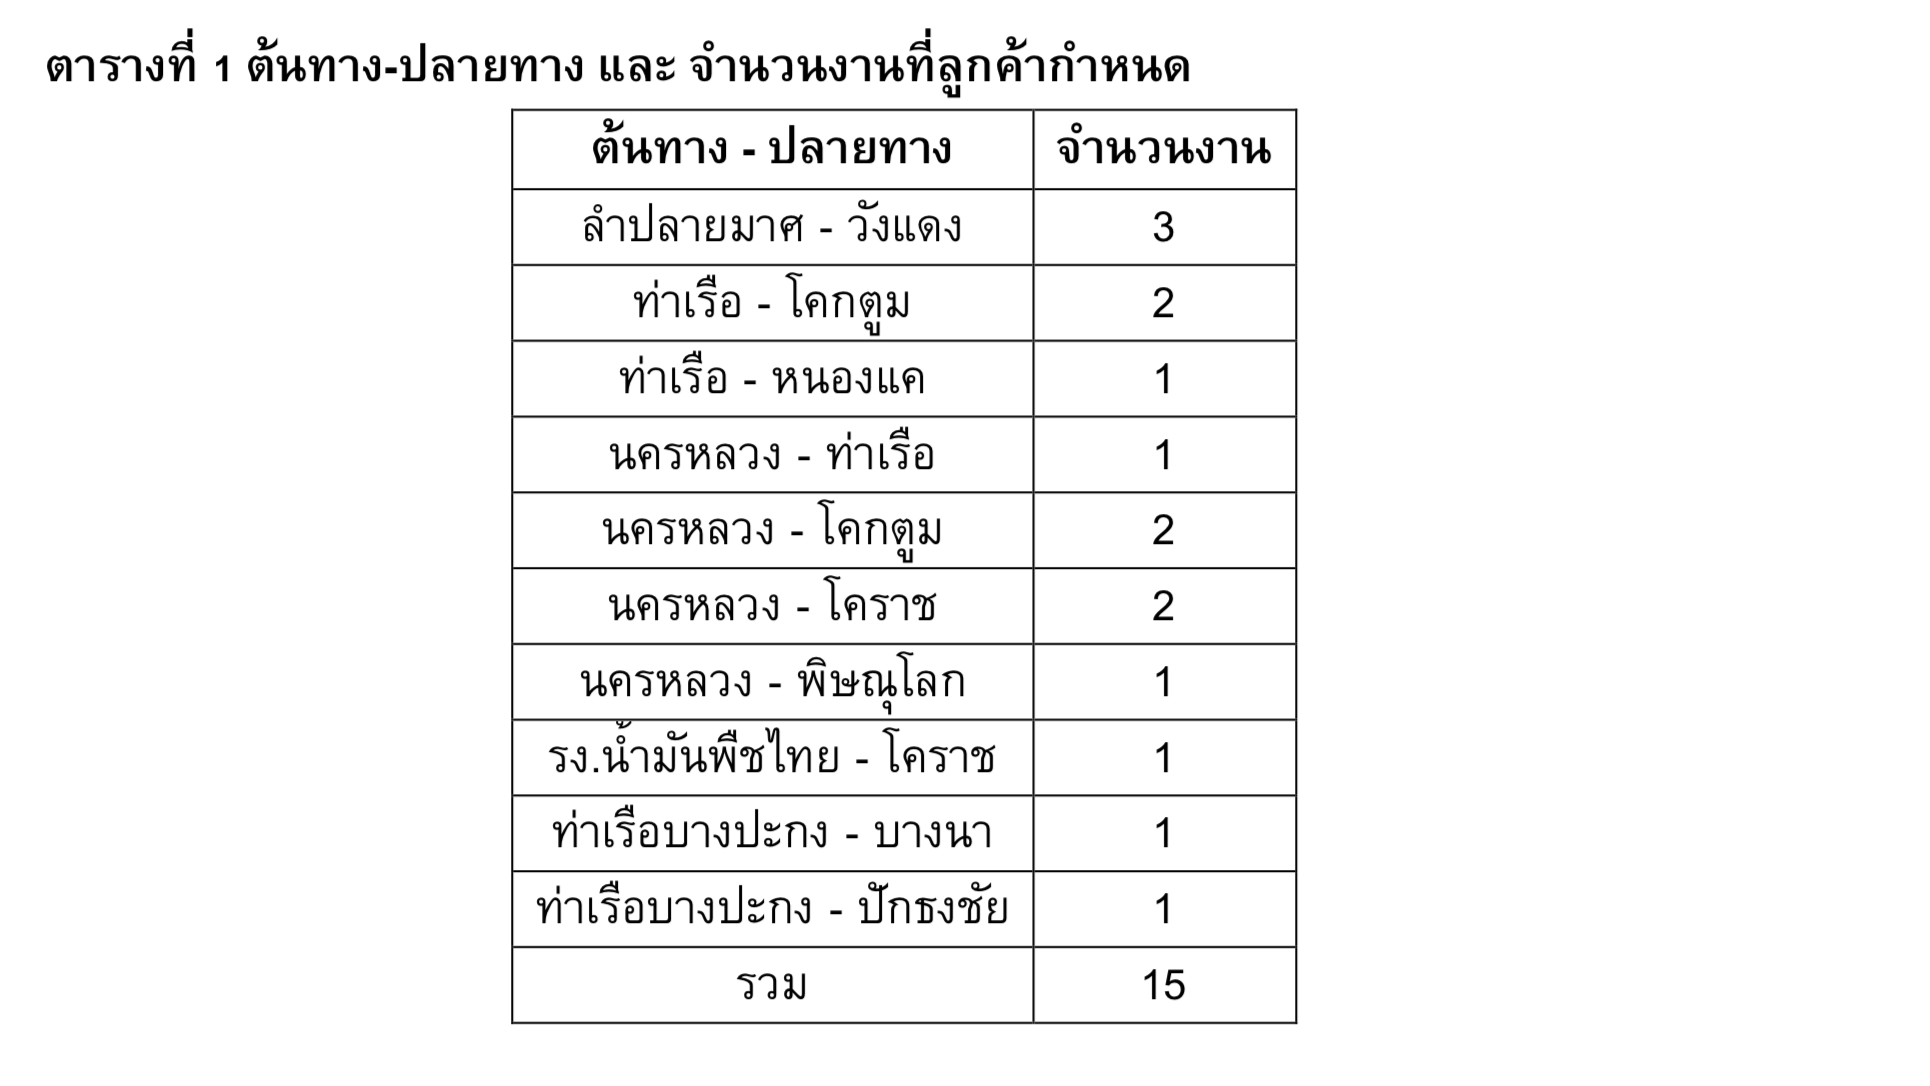 ตารางที่ 1 ต้นทาง-ปลายทาง และ จำนวนงานที่ลูกค้ากำหนด
ต้นทาง - ปลายทาง จำนวนงาน
ลำปลายมาศ - วังแดง 3
ท่าเรือ - โคกตูม 2
ท่าเรือ - หนองแค 1
นครหลวง - ท่าเรือ 1
นครหลวง - โคกตูม 2
นครหลวง - โคราช 2
นครหลวง - พิษณุโลก 1
รง.น้ำมันพืชไทย - โคราช 1
ท่าเรือบางปะกง - บางนา 1
ท่าเรือบางปะกง - ปักธงชัย 1
รวม 15